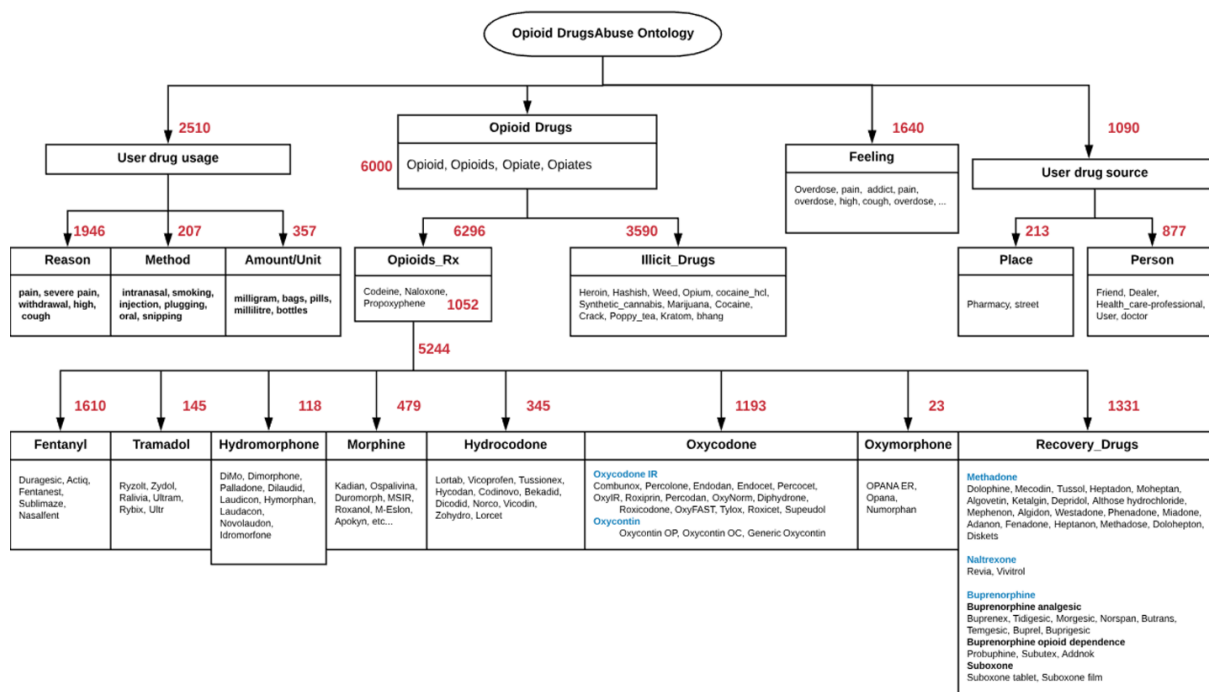 Opioid DrugsAbuse Ontology
2510
User drug usage
6000
Opioid Drugs
Opioid, Opioids, Opiate, Opiates
1640
Feeling
Overdose, pain, addict, pain,
overdose, high, cough, overdose, ...
1090
User drug source
1946
Reason
pain, severe pain,
withdrawal, high,
cough
207
Method
intranasal, smoking,
injection, plugging,
oral, snipping
357
Amount/Unit
milligram, bags, pills,
millilitre, bottles
6296
Opioids_Rx
Codeine, Naloxone,
Propoxyphene
1052
3590
Illicit_Drugs
Heroin, Hashish, Weed, Opium, cocaine_hcl,
Synthetic_cannabis, Marijuana, Cocaine,
Crack, Poppy_tea, Kratom, bhang
213
Place
Pharmacy, street
877
Person
Friend, Dealer,
Health_care-professional,
User, doctor
5244
1610
Fentanyl
Duragesic, Actiq,
Fentanest,
Sublimaze,
Nasalfent
145
Tramadol
Ryzolt, Zydol,
Ralivia, Ultram,
Rybix, Ultr
118
Hydromorphone
DiMo, Dimorphone,
Palladone, Dilaudid,
Laudicon, Hymorphan,
Laudacon,
Novolaudon,
Idromorfone
479
Morphine
Kadian, Ospalivina,
Duromorph, MSIR,
Roxanol, M-Eslon,
Apokyn, etc...
345
Hydrocodone
Lortab, Vicoprofen, Tussionex,
Hycodan, Codinovo, Bekadid,
Dicodid, Norco, Vicodin,
Zohydro, Lorcet
1193
Oxycodone
Oxycodone IR
Combunox, Percolone, Endodan, Endocet, Percocet,
OxyIR, Roxiprin, Percodan, OxyNorm, Diphydrone,
Roxicodone, OxyFAST, Tylox, Roxicet, Supeudol
Oxycontin
Oxycontin OP, Oxycontin OC, Generic Oxycontin
23
Oxymorphone
OPANA ER,
Opana,
Numorphan
1331
Recovery_Drugs
Methadone
Dolophine, Mecodin, Tussol, Heptadon, Moheptan,
Algovetin, Ketalgin, Depridol, Althose hydrochloride,
Mephenon, Algidon, Westadone, Phenadone, Miadone,
Adanon, Fenadone, Heptanon, Methadose, Dolohepton,
Diskets
Naltrexone
Revia, Vivitrol
Buprenorphine
Buprenorphine analgesic
Buprenex, Tidigesic, Morgesic, Norspan, Butrans,
Temgesic, Buprel, Buprigesic
Buprenorphine opioid dependence
Probuphine, Subutex, Addnok
Suboxone
Suboxone tablet, Suboxone film